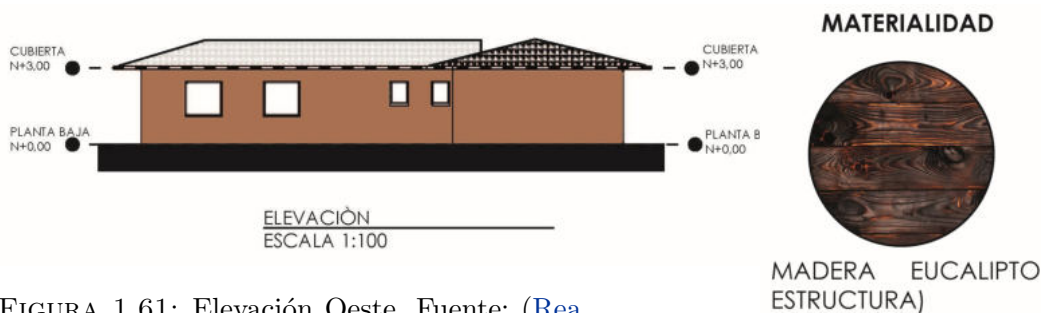 CUBIERTA
N+3,00
PLANTA BAJA
N+0,00
CUBIERTA
N+3,00
PLANTA B
N+0,00
ELEVACIÒN
ESCALA 1:100
FIGURA 1.61: Elevación Oeste. Fuente: (Rea
MATERIALIDAD
MADERA EUCALIPTO
ESTRUCTURA)